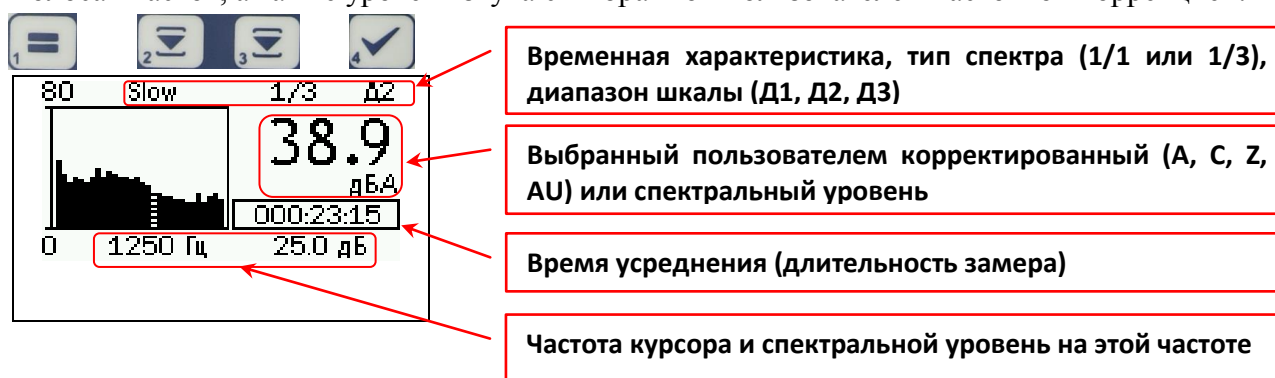 1 2 3 4
Временная характеристика, тип спектра (1/1 или 1/3),
диапазон шкалы (Д1, Д2, Д3)
80 Slow 1/3 Д2
38.9
дБА
Выбранный пользователем корректированный (A, C, Z,
AU) или спектральный уровень
000:23:15
0 1250 Гц 25.0 дБ
Время усреднения (длительность замера)
Частота курсора и спектральной уровень на этой частоте